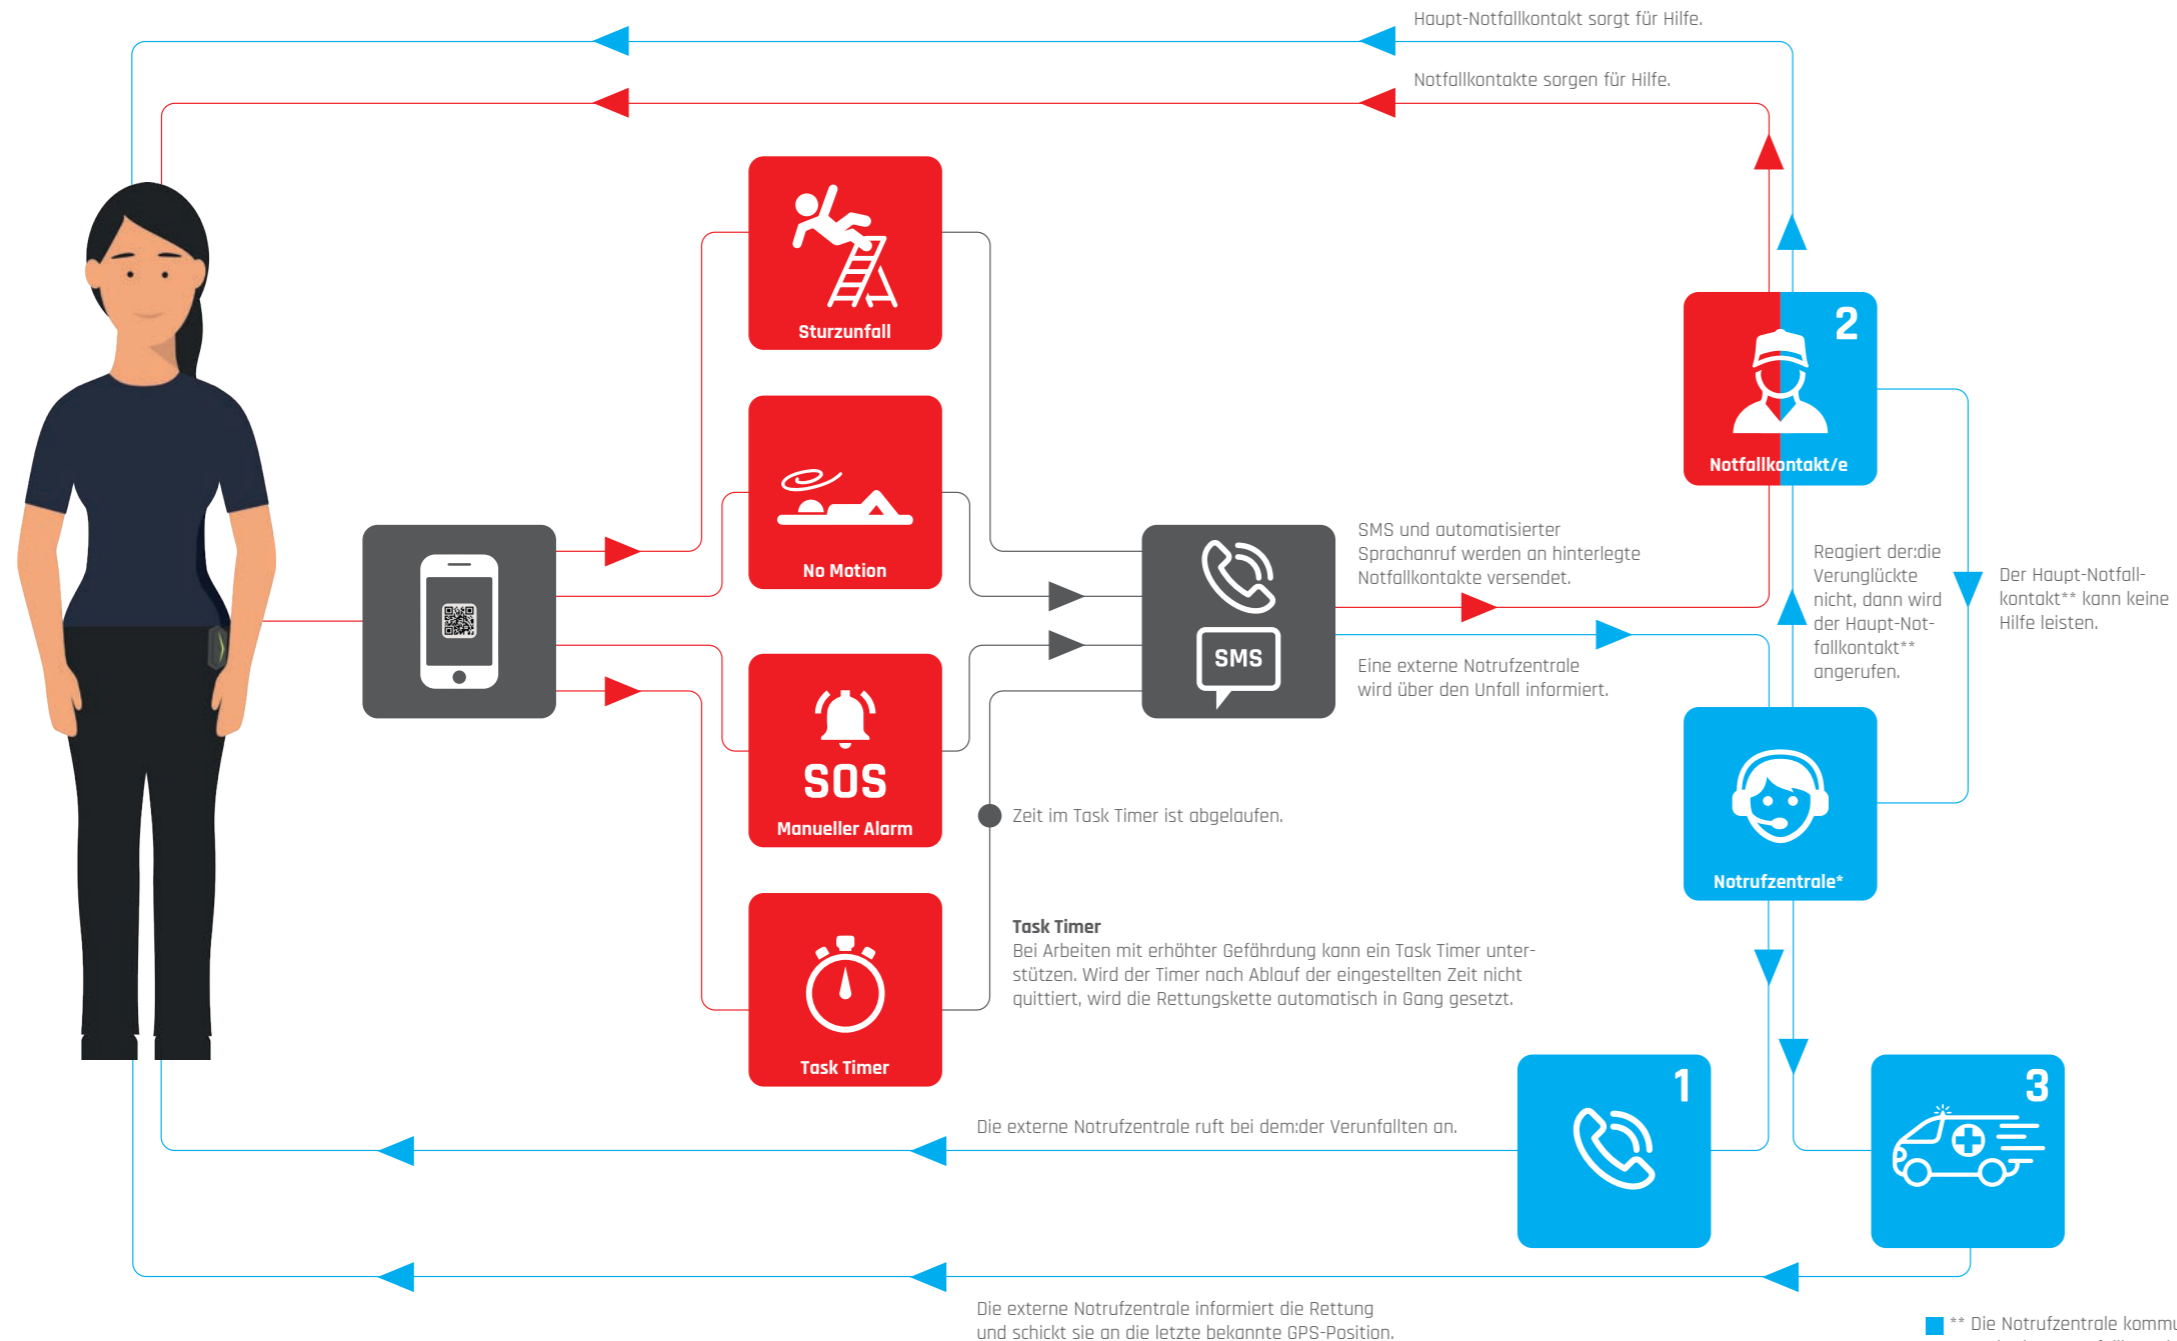 Haupt-Notfallkontakt sorgt für Hilfe.
Notfallkontakte sorgen für Hilfe.
Sturzunfall
No Motion
SOS
Manueller Alarm
Task Timer
SMS
SMS und automatisierter
Sprachanruf werden an hinterlegte
Notfallkontakte versendet.
Eine externe Notrufzentrale
wird über den Unfall informiert.
2
Notfallkontakt/e
Reagiert der:die
Verunglückte
nicht, dann wird
der Haupt-Not-
fallkontakt**
angerufen.
Der Haupt-Notfall-
kontakt** kann keine
Hilfe leisten.
Notrufzentrale*
Zeit im Task Timer ist abgelaufen.
Task Timer
Bei Arbeiten mit erhöhter Gefährdung kann ein Task Timer unter-
stützen. Wird der Timer nach Ablauf der eingestellten Zeit nicht
quittiert, wird die Rettungskette automatisch in Gang gesetzt.
1
3
Die externe Notrufzentrale ruft bei dem:der Verunfallten an.
Die externe Notrufzentrale informiert die Rettung
und schickt sie an die letzte bekannte GPS-Position.
** Die Notrufzentrale kommu